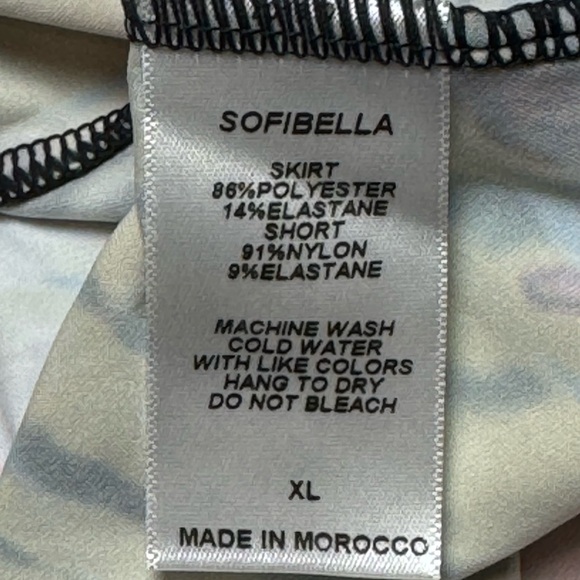 SOFIBELLA
SKIRT
86%POLYESTER
14%ELASTANE
SHORT
91%NYLON
9%ELASTANE
MACHINE WASH
COLD WATER
WITH LIKE COLORS
HANG TO DRY
DO NOT BLEACH
XL
MADE IN MOROCCO